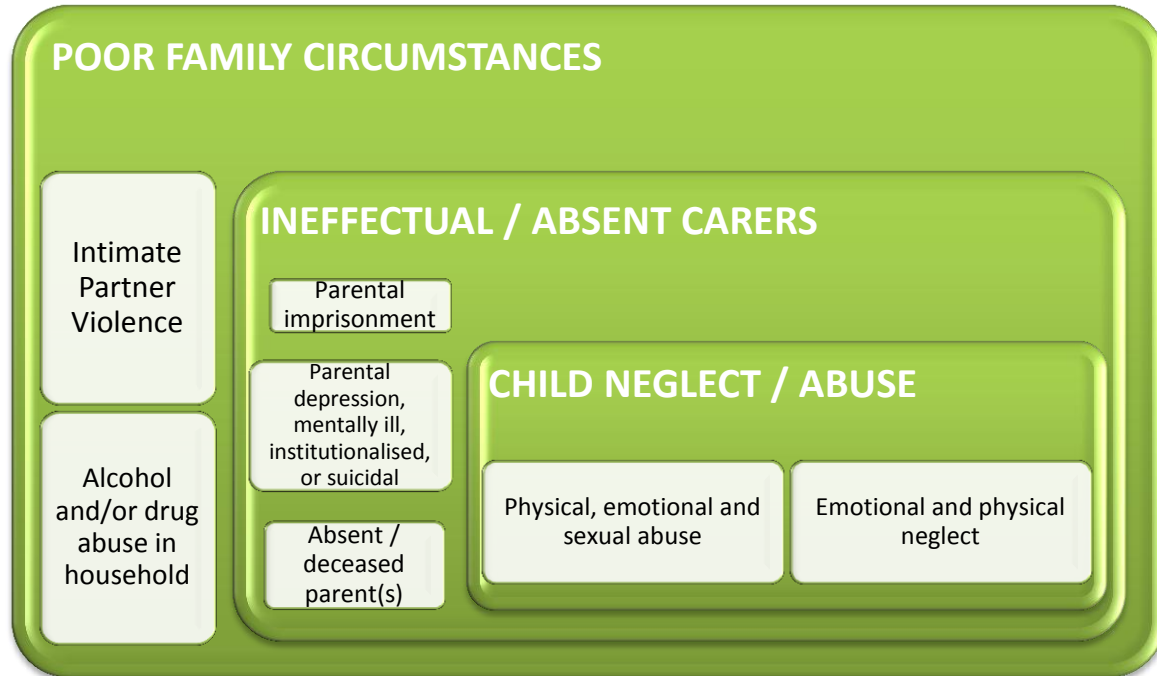 POOR FAMILY CIRCUMSTANCES
Intimate
Partner
Violence
Alcohol
and/or drug
abuse in
household
INEFFECTUAL / ABSENT CARERS
Parental
imprisonment
Parental
depression,
mentally ill,
institutionalised,
or suicidal
Absent /
deceased
parent(s)
CHILD NEGLECT / ABUSE
Physical, emotional and
sexual abuse
Emotional and physical
neglect